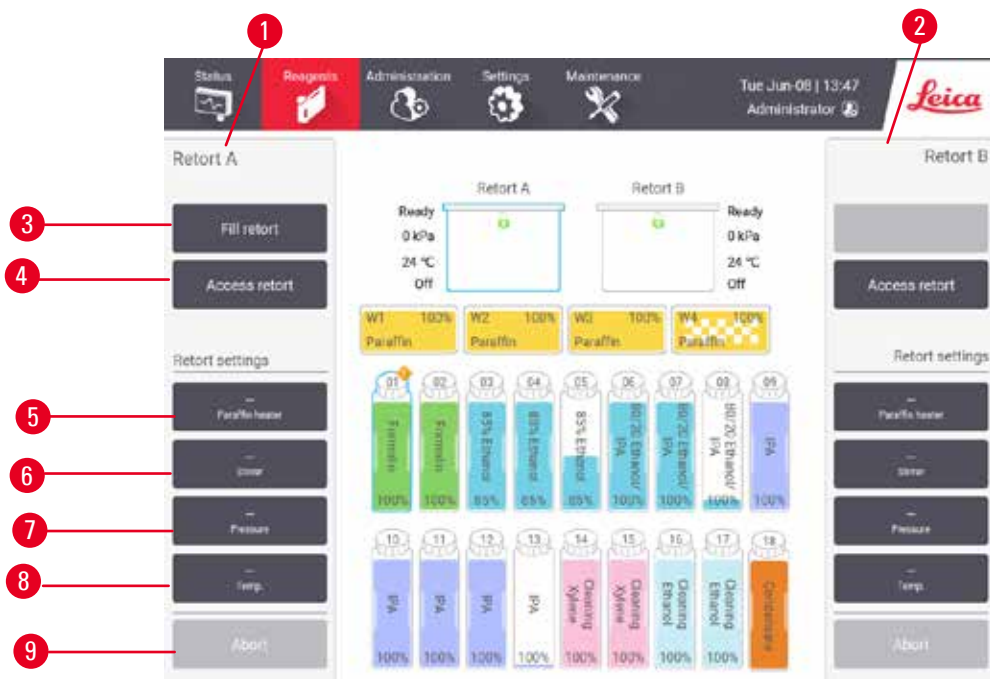 1
2
Status
Reagents
Administration
Settings
Maintenance
Tue Jun-08 | 13:47
Administrator
Leica
Retort A
Retort B
Retort A
Retort B
3
Fill retort
Ready
0 kPa
24 °C
Off
Ready
0 kPa
24 °C
Off
4
Access retort
Access retort
W1 100%
Paraffin
W2 100%
Paraffin
W3 100%
Paraffin
W4 100%
Paraffin
Retort settings
Retort settings
01
02
03
04
05
06
07
08
09
5
--
Paraffin heater
--
Paraffin heater
Formalin
Formalin
85% Ethanol
85% Ethanol
85% Ethanol
80/20 Ethanol/
IPA
80/20 Ethanol/
IPA
80/20 Ethanol/
IPA
IPA
6
--
Stirrer
--
Stirrer
100%
100%
85%
85%
85%
100%
100%
100%
100%
7
--
Pressure
--
Pressure
10
11
12
13
14
15
16
17
18
8
--
Temp.
--
Temp.
IPA
IPA
IPA
IPA
Cleaning
Xylene
Cleaning
Xylene
Cleaning
Ethanol
Cleaning
Ethanol
Condensate
9
Abort
Abort
100%
100%
100%
100%
100%
100%
100%
100%